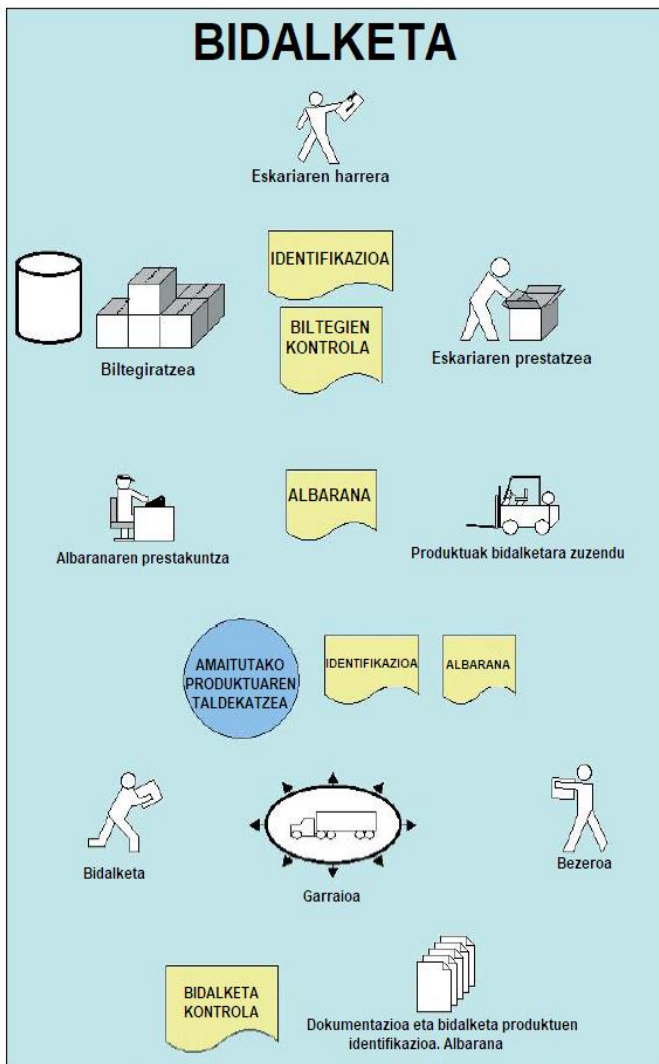 BIDALKETA
Eskariaren harrera
IDENTIFIKAZIOA
BILTEGIEN
KONTROLA
Biltegiratzea
Eskariaren prestatzea
ALBARANA
Albaranaren prestakuntza
Produktuak bidalketara zuzendu
AMAITUTAKO
PRODUKTUAREN
TALDEKATZEA
IDENTIFIKAZIOA
ALBARANA
Bidalketa
Garraioa
Bezeroa
BIDALKETA
KONTROLA
Dokumentazioa eta bidalketa produktuen
identifikazioa. Albarana